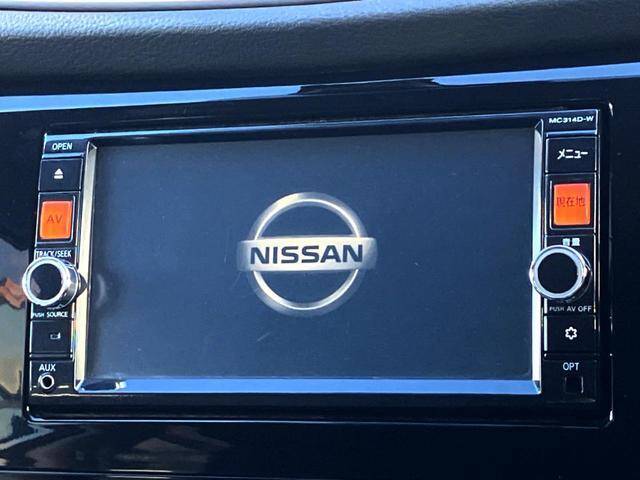 OPEN
MC314D-W
メニュー
AV
現在地
TRACK/SEEK
音量
NISSAN
PUSH SOURCE
PUSH AV OFF
AUX
OPT